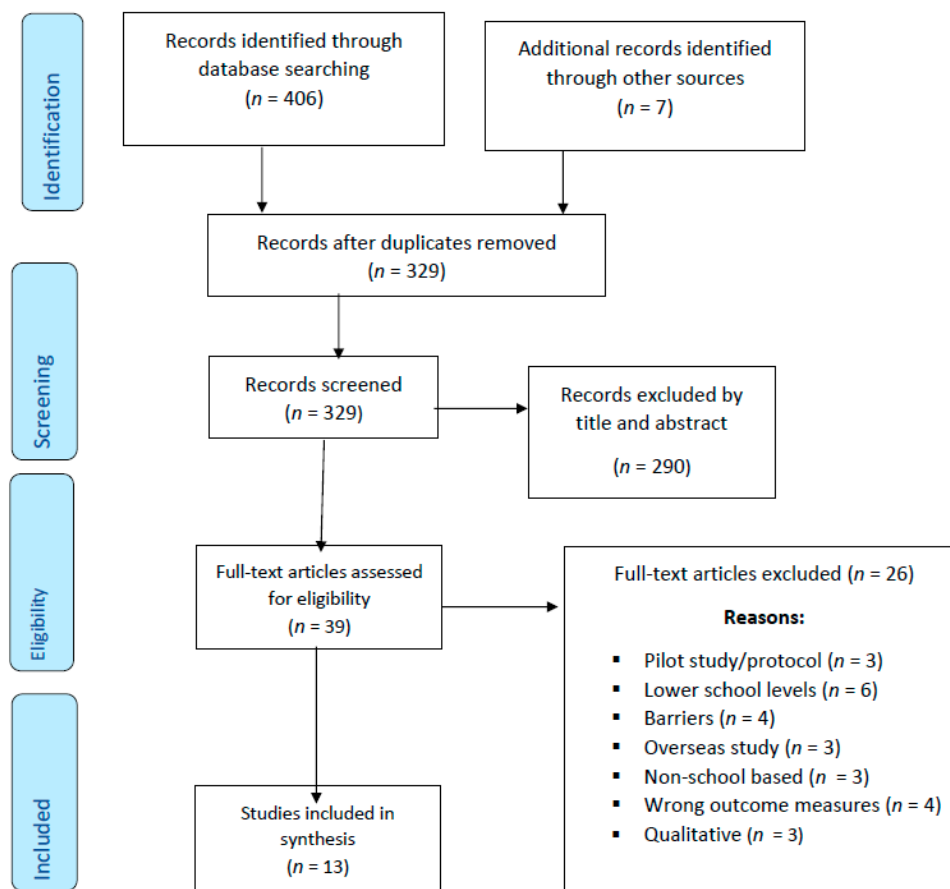 Identification
Records identified through
database searching
(n = 406)
Additional records identified
through other sources
(n = 7)
Records after duplicates removed
(n = 329)
Screening
Records screened
(n = 329)
Records excluded by
title and abstract
(n = 290)
Eligibility
Full-text articles assessed
for eligibility
(n = 39)
Full-text articles excluded (n = 26)
Reasons:
▪ Pilot study/protocol (n = 3)
▪ Lower school levels (n = 6)
▪ Barriers (n = 4)
▪ Overseas study (n = 3)
▪ Non-school based (n = 3)
▪ Wrong outcome measures (n = 4)
▪ Qualitative (n = 3)
Included
Studies included in
synthesis
(n = 13)